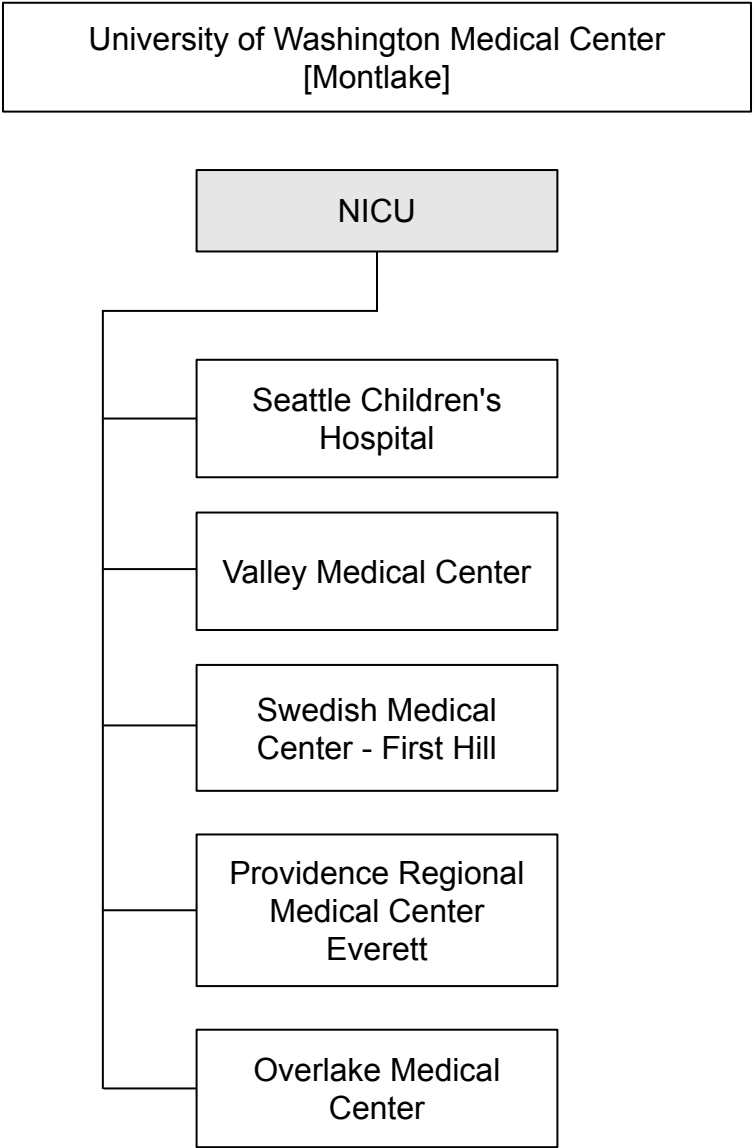 University of Washington Medical Center
[Montlake]
NICU
Seattle Children's
Hospital
Valley Medical Center
Swedish Medical
Center - First Hill
Providence Regional
Medical Center
Everett
Overlake Medical
Center